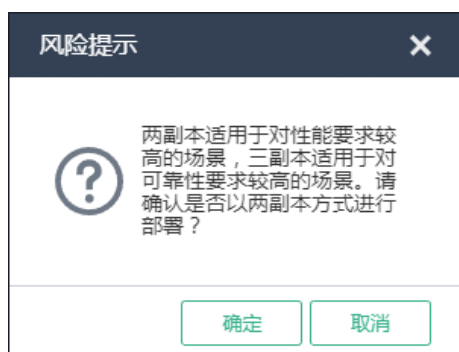 风险提示
两副本适用于对性能要求较
高的场景，三副本适用于对
可靠性要求较高的场景。请
确认是否以两副本方式进行
部署？
确定 取消